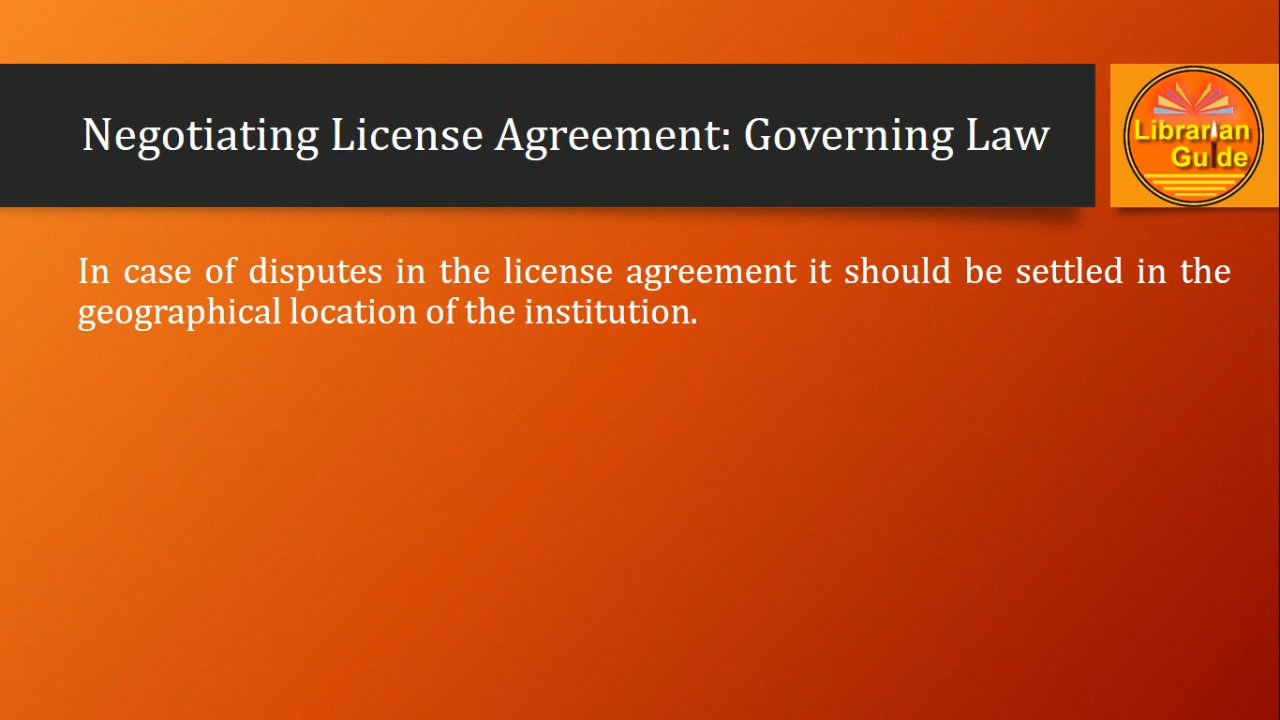 Negotiating License Agreement: Governing Law
Librarian
Guide
In case of disputes in the license agreement it should be settled in the
geographical location of the institution.